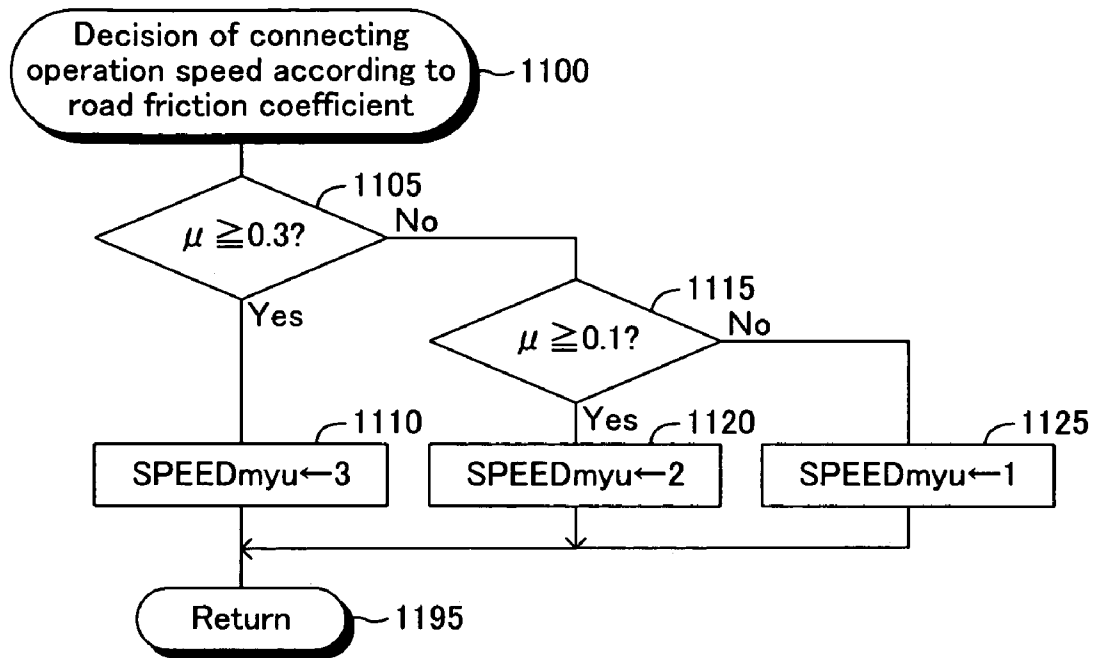 Decision of connecting
operation speed according to
road friction coefficient
1100
1105
μ ≧0.3?
No
Yes
1115
μ ≧0.1?
No
Yes
1110
SPEEDmyu←3
1120
SPEEDmyu←2
1125
SPEEDmyu←1
Return
1195